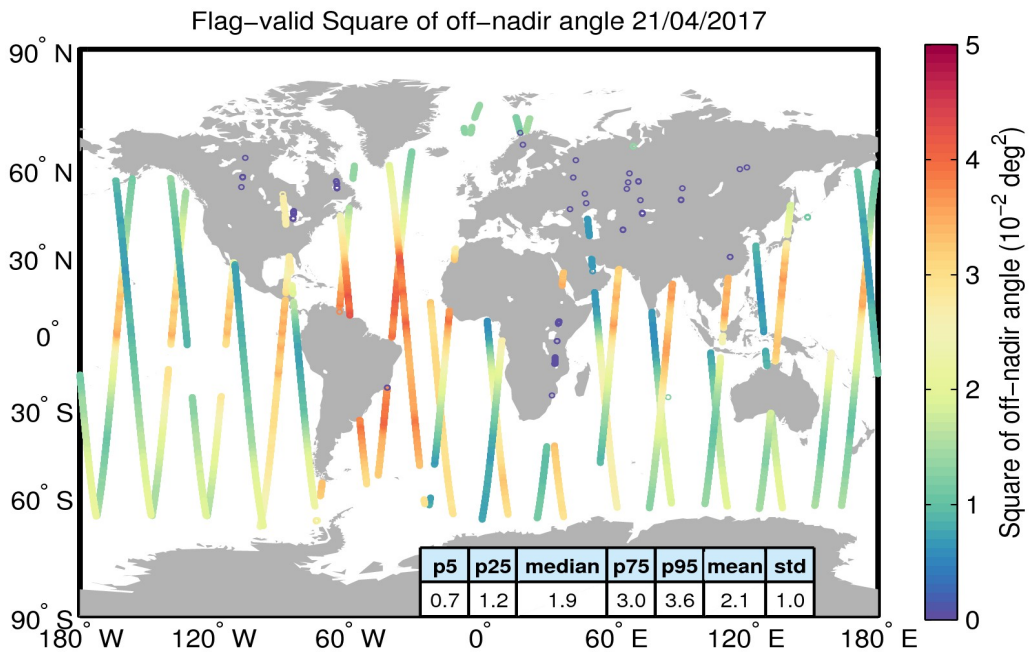 Flag−valid Square of off−nadir angle 21/04/2017
90° N
60° N
30° N
0°
30° S
60° S
90° S
180° W
120° W
60° W
0°
60° E
120° E
180° E
p5 p25 median p75 p95 mean std
0.7 1.2 1.9 3.0 3.6 2.1 1.0
5
4
3
2
1
0
Square of off−nadir angle (10⁻² deg²)